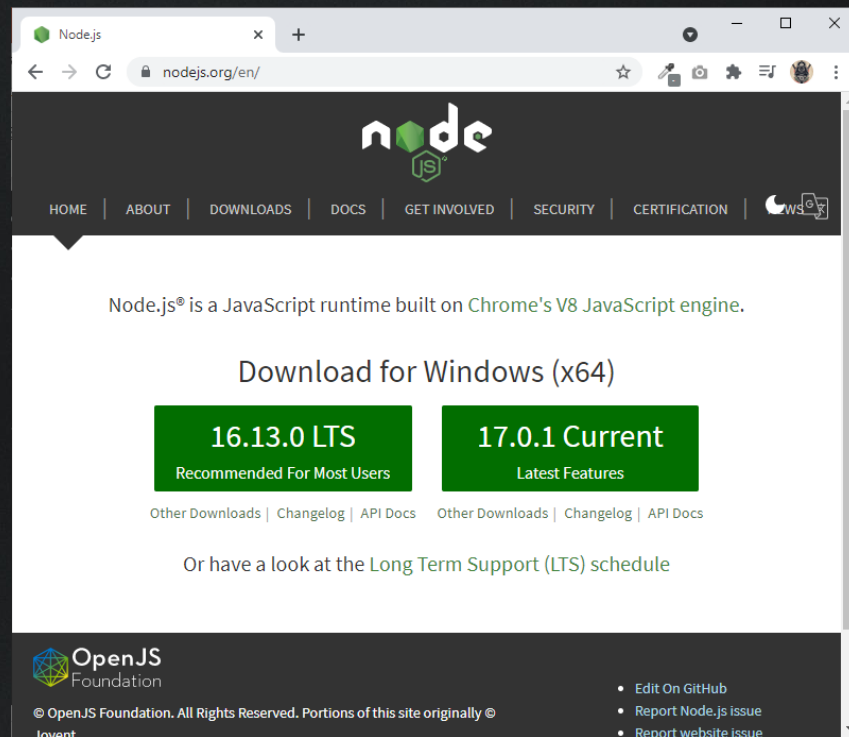 Node.js
nodejs.org/en/
node
JS
HOME | ABOUT | DOWNLOADS | DOCS | GET INVOLVED | SECURITY | CERTIFICATION |
Node.js® is a JavaScript runtime built on Chrome's V8 JavaScript engine.
Download for Windows (x64)
16.13.0 LTS
Recommended For Most Users
17.0.1 Current
Latest Features
Other Downloads | Changelog | API Docs
Other Downloads | Changelog | API Docs
Or have a look at the Long Term Support (LTS) schedule
OpenJS
Foundation
© OpenJS Foundation. All Rights Reserved. Portions of this site originally ©
Joyent.
Edit On GitHub
Report Node.js issue
Report website issue